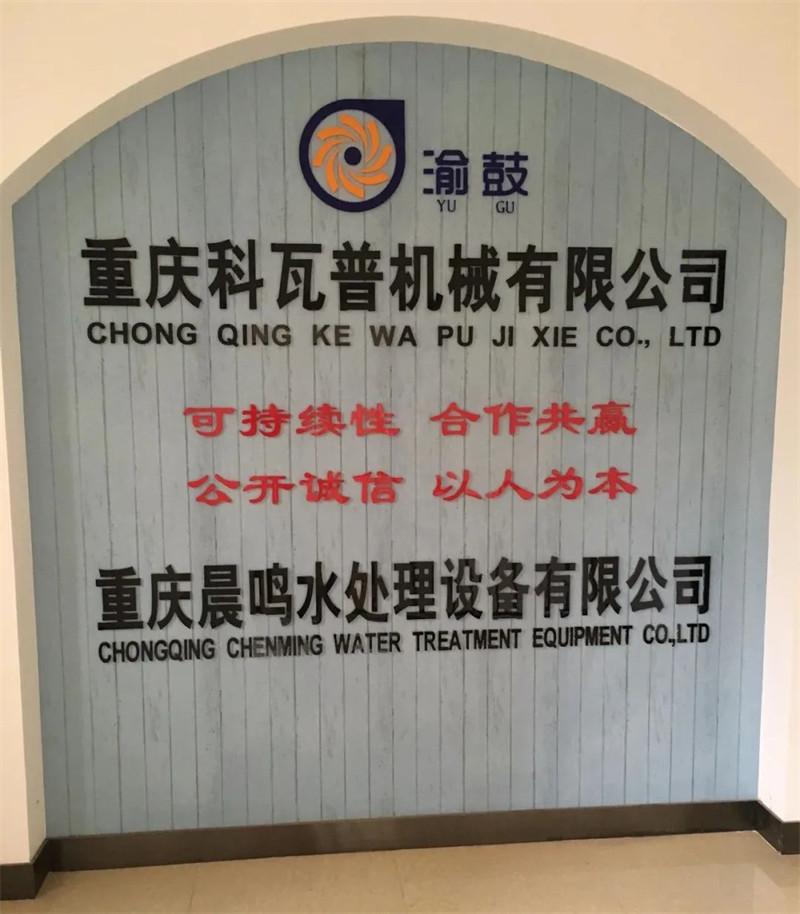 渝鼓
YU GU
重庆科瓦普机械有限公司
CHONG QING KE WA PU JI XIE CO., LTD
可持续性 合作共赢
公开诚信 以人为本
重庆晨鸣水处理设备有限公司
CHONGQING CHENMING WATER TREATMENT EQUIPMENT CO.,LTD